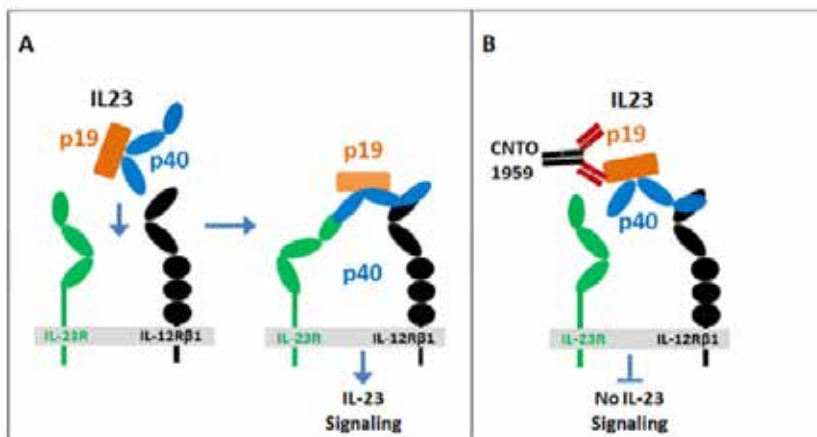 A
IL23
p19
p40
IL-23R
IL-12Rβ1
p19
p40
IL-23R
IL-12Rβ1
IL-23
Signaling
B
IL23
p19
CNTO
1959
p40
IL-23R
IL-12Rβ1
No IL-23
Signaling